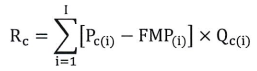 R_c = \sum_{i=1}^{I} [P_{c(i)} − FMP_{(i)}] × Q_{c(i)}